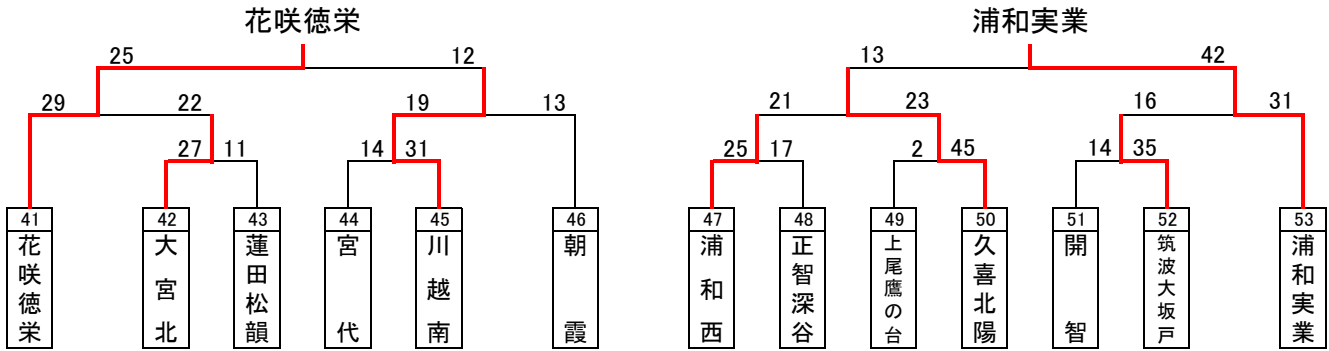 花咲徳栄 浦和実業
25 12 13 42
29 22 19 13 21 23 16 31
27 11 14 31 25 17 2 45 14 35
41 42 43 44 45 46 47 48 49 50 51 52 53
花咲徳栄
大宮北
蓮田松韻
宮代
川越南
朝霞
浦和西
正智深谷
上尾鷹の台
久喜北陽
開智
筑波大坂戸
浦和実業